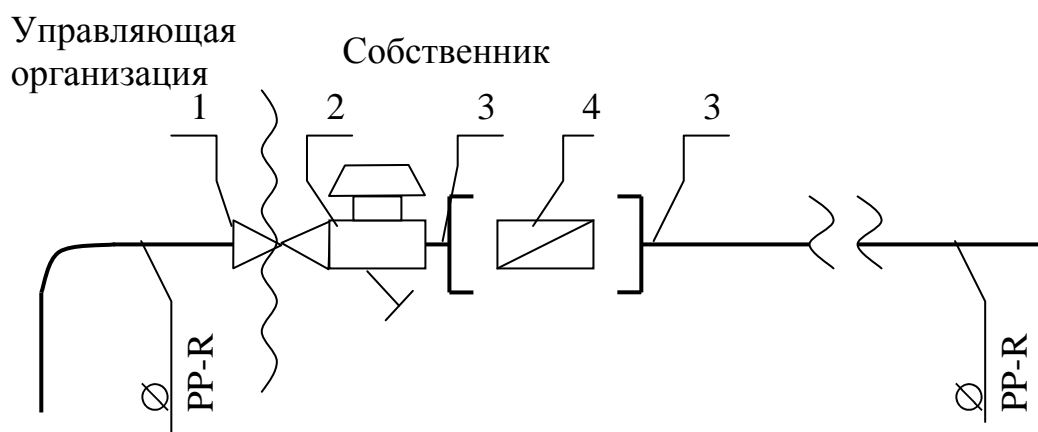 Управляющая
организация
Собственник
1
2
3
4
3
∅ PP-R
∅ PP-R